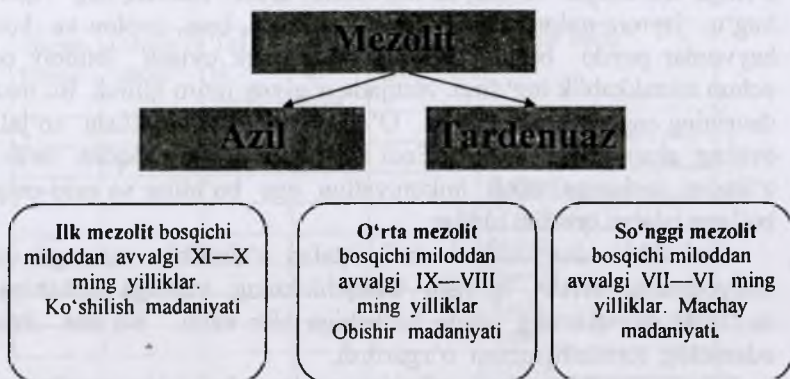 Mezolit
Azil
Tardenuaz
Ilk mezolit bosqichi
miloddan avvalgi XI—X
ming yilliklar.
Ko‘shilish madaniyati
O‘rta mezolit
bosqichi miloddan
avvalgi IX—VIII
ming yilliklar
Obishir madaniyati
So‘nggi mezolit
bosqichi miloddan
avvalgi VII—VI ming
yilliklar. Machay
madaniyati.